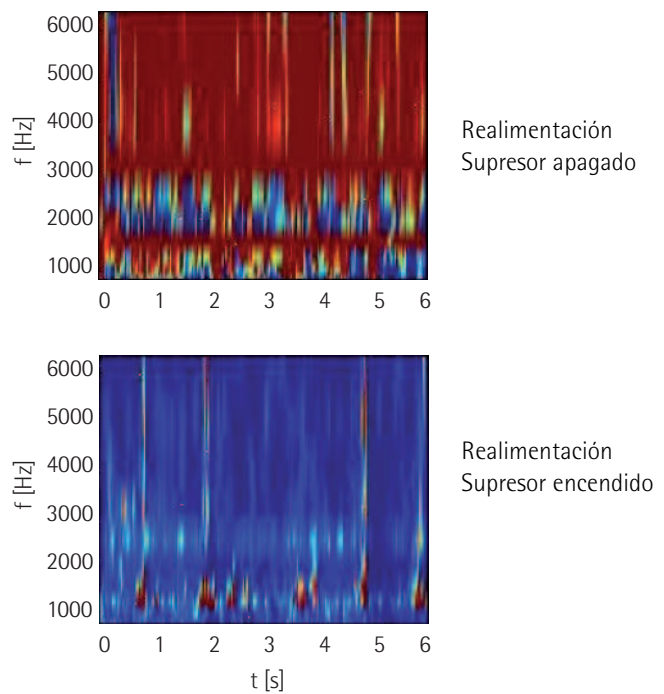 6000
5000
4000
3000
2000
1000
f [Hz]
0 1 2 3 4 5 6
Realimentación
Supresor apagado
6000
5000
4000
3000
2000
1000
f [Hz]
0 1 2 3 4 5 6
t [s]
Realimentación
Supresor encendido